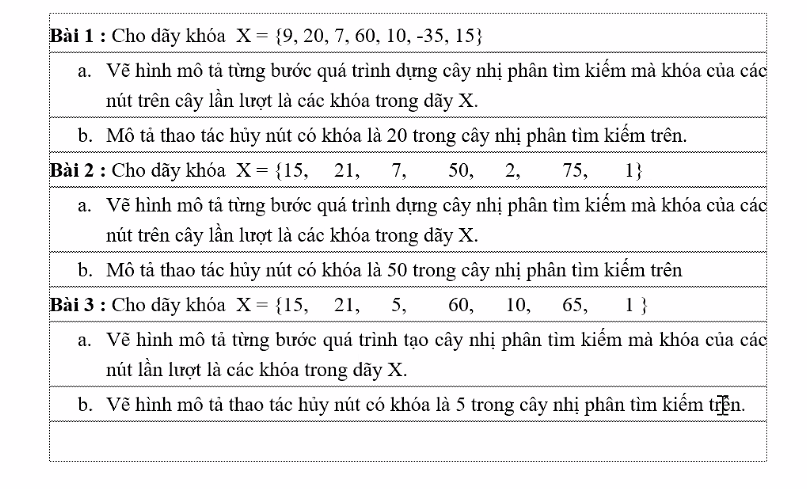 Bài 1 : Cho dãy khóa X = {9, 20, 7, 60, 10, -35, 15}
a. Vẽ hình mô tả từng bước quá trình dựng cây nhị phân tìm kiếm mà khóa của các
nút trên cây lần lượt là các khóa trong dãy X.
b. Mô tả thao tác hủy nút có khóa là 20 trong cây nhị phân tìm kiếm trên.
Bài 2 : Cho dãy khóa X = {15, 21, 7, 50, 2, 75, 1}
a. Vẽ hình mô tả từng bước quá trình dựng cây nhị phân tìm kiếm mà khóa của các
nút trên cây lần lượt là các khóa trong dãy X.
b. Mô tả thao tác hủy nút có khóa là 50 trong cây nhị phân tìm kiếm trên
Bài 3 : Cho dãy khóa X = {15, 21, 5, 60, 10, 65, 1 }
a. Vẽ hình mô tả từng bước quá trình tạo cây nhị phân tìm kiếm mà khóa của các
nút lần lượt là các khóa trong dãy X.
b. Vẽ hình mô tả thao tác hủy nút có khóa là 5 trong cây nhị phân tìm kiếm trên.